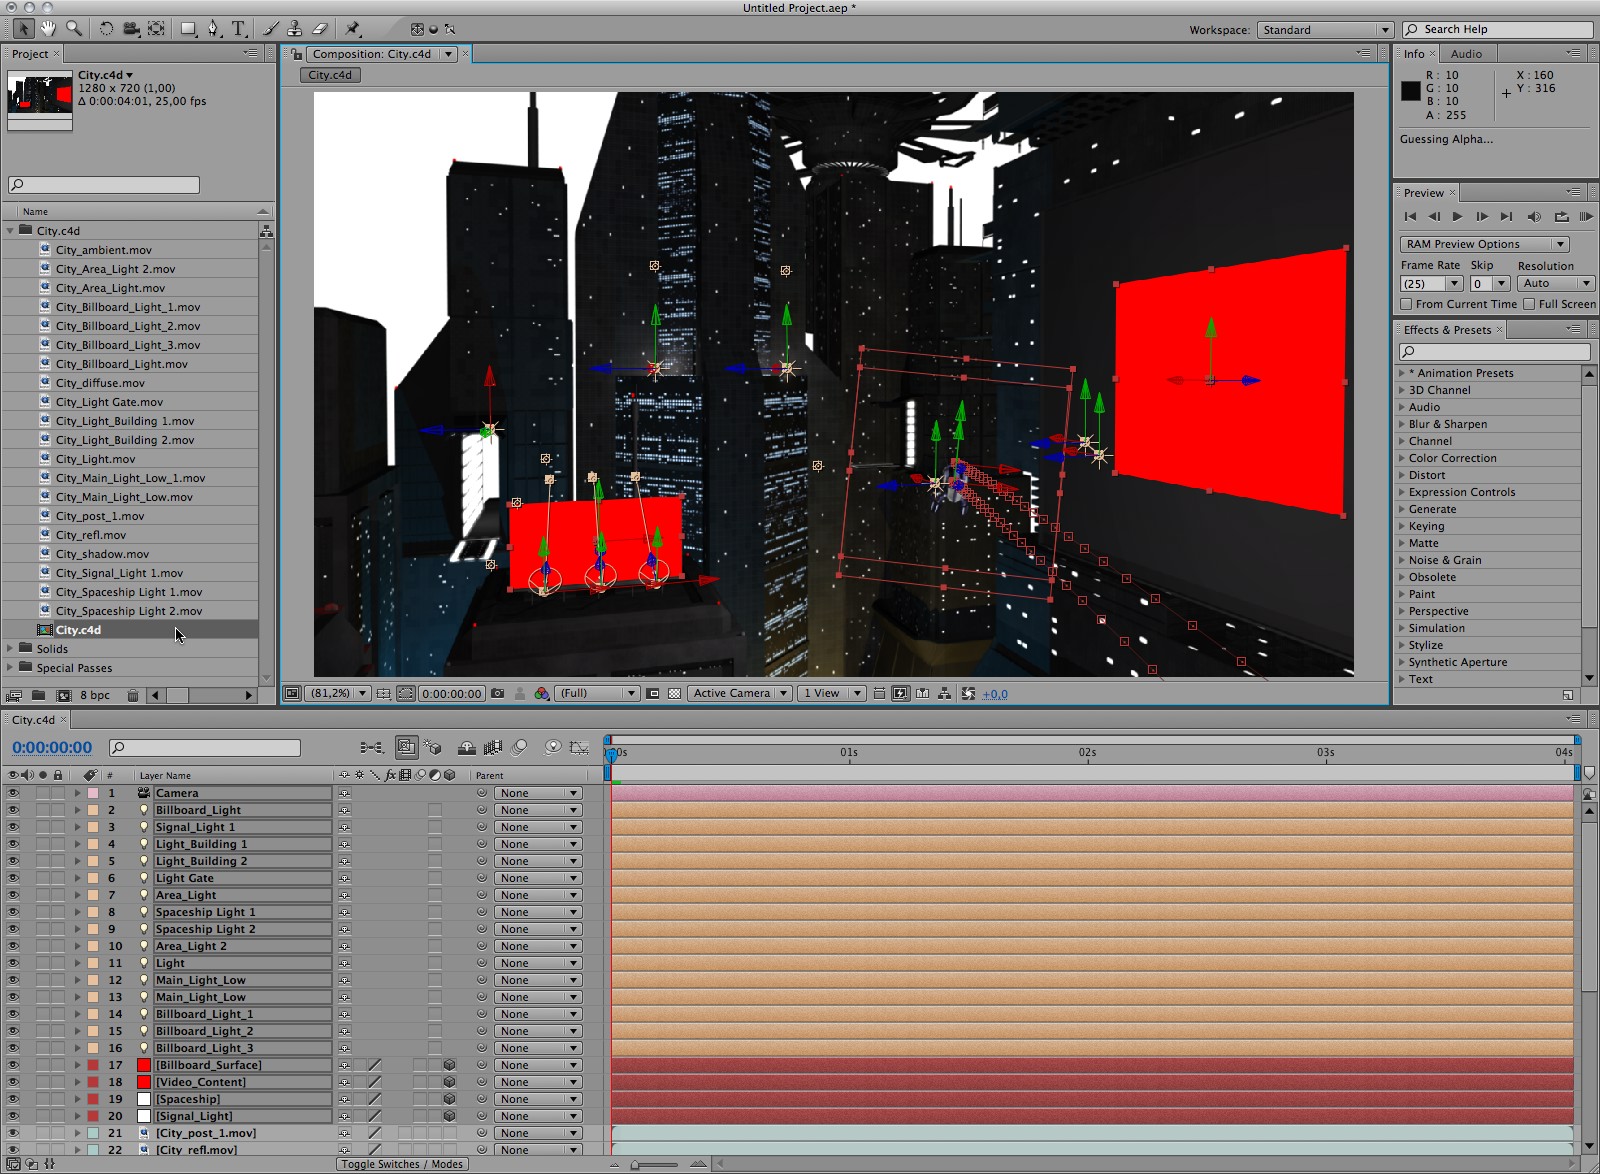 Untitled Project.aep *
Workspace: Standard
Search Help
Project
City.c4d
1280 x 720 (1,00)
Δ 0:00:04:01, 25,00 fps
Name
City.c4d
City_ambient.mov
City_Area_Light 2.mov
City_Area_Light.mov
City_Billboard_Light_1.mov
City_Billboard_Light_2.mov
City_Billboard_Light_3.mov
City_Billboard_Light.mov
City_diffuse.mov
City_Light Gate.mov
City_Light_Building 1.mov
City_Light_Building 2.mov
City_Light.mov
City_Main_Light_Low_1.mov
City_Main_Light_Low.mov
City_post_1.mov
City_refl.mov
City_shadow.mov
City_Signal_Light 1.mov
City_Spaceship Light 1.mov
City_Spaceship Light 2.mov
City.c4d
Solids
Special Passes
8 bpc
Composition: City.c4d
City.c4d
(81,2%)
0:00:00:00
(Full)
Active Camera
1 View
+0,0
Info
Audio
R : 10
G : 10
B : 10
A : 255
X : 160
Y : 316
Guessing Alpha...
Preview
RAM Preview Options
Frame Rate Skip Resolution
(25) 0 Auto
From Current Time Full Screen
Effects & Presets
* Animation Presets
3D Channel
Audio
Blur & Sharpen
Channel
Color Correction
Distort
Expression Controls
Generate
Keying
Matte
Noise & Grain
Obsolete
Paint
Perspective
Simulation
Stylize
Synthetic Aperture
Text
City.c4d
0:00:00:00
00s 01s 02s 03s 04s
# Layer Name fx Parent
1 Camera None
2 Billboard_Light None
3 Signal_Light 1 None
4 Light_Building 1 None
5 Light_Building 2 None
6 Light Gate None
7 Area_Light None
8 Spaceship Light 1 None
9 Spaceship Light 2 None
10 Area_Light 2 None
11 Light None
12 Main_Light_Low None
13 Main_Light_Low None
14 Billboard_Light_1 None
15 Billboard_Light_2 None
16 Billboard_Light_3 None
17 [Billboard_Surface] None
18 [Video_Content] None
19 [Spaceship] None
20 [Signal_Light] None
21 [City_post_1.mov] None
22 [City_refl.mov] None
Toggle Switches / Modes